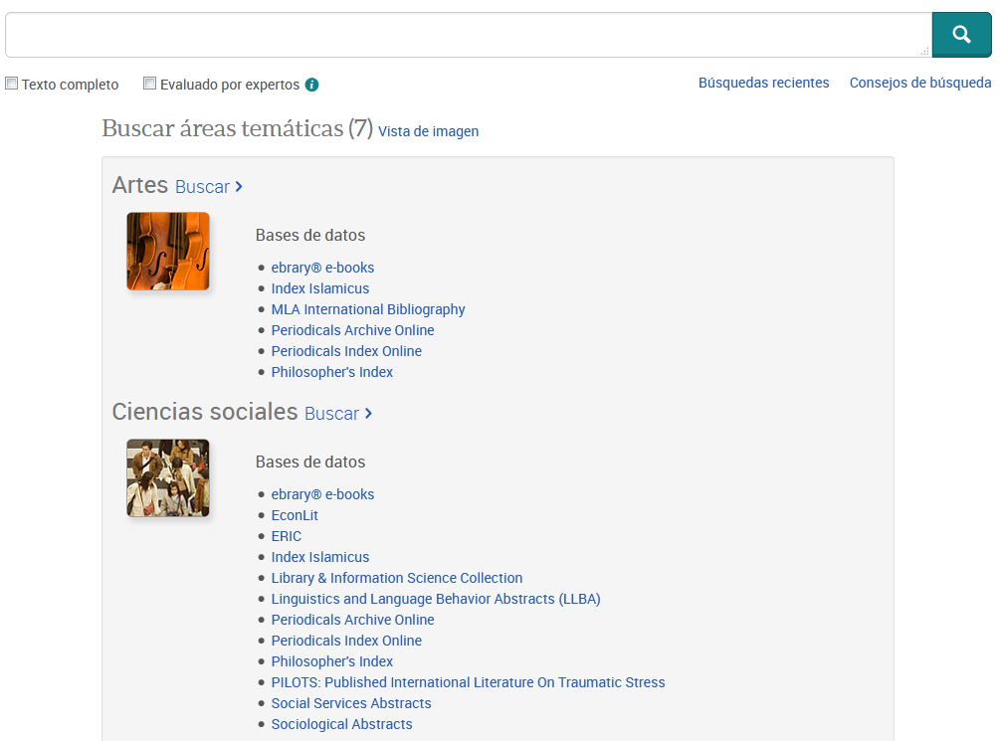 Texto completo Evaluado por expertos Búsquedas recientes Consejos de búsqueda
Buscar áreas temáticas (7) Vista de imagen
Artes Buscar
Bases de datos
ebrary® e-books
Index Islamicus
MLA International Bibliography
Periodicals Archive Online
Periodicals Index Online
Philosopher's Index
Ciencias sociales Buscar
Bases de datos
ebrary® e-books
EconLit
ERIC
Index Islamicus
Library & Information Science Collection
Linguistics and Language Behavior Abstracts (LLBA)
Periodicals Archive Online
Periodicals Index Online
Philosopher's Index
PILOTS: Published International Literature On Traumatic Stress
Social Services Abstracts
Sociological Abstracts